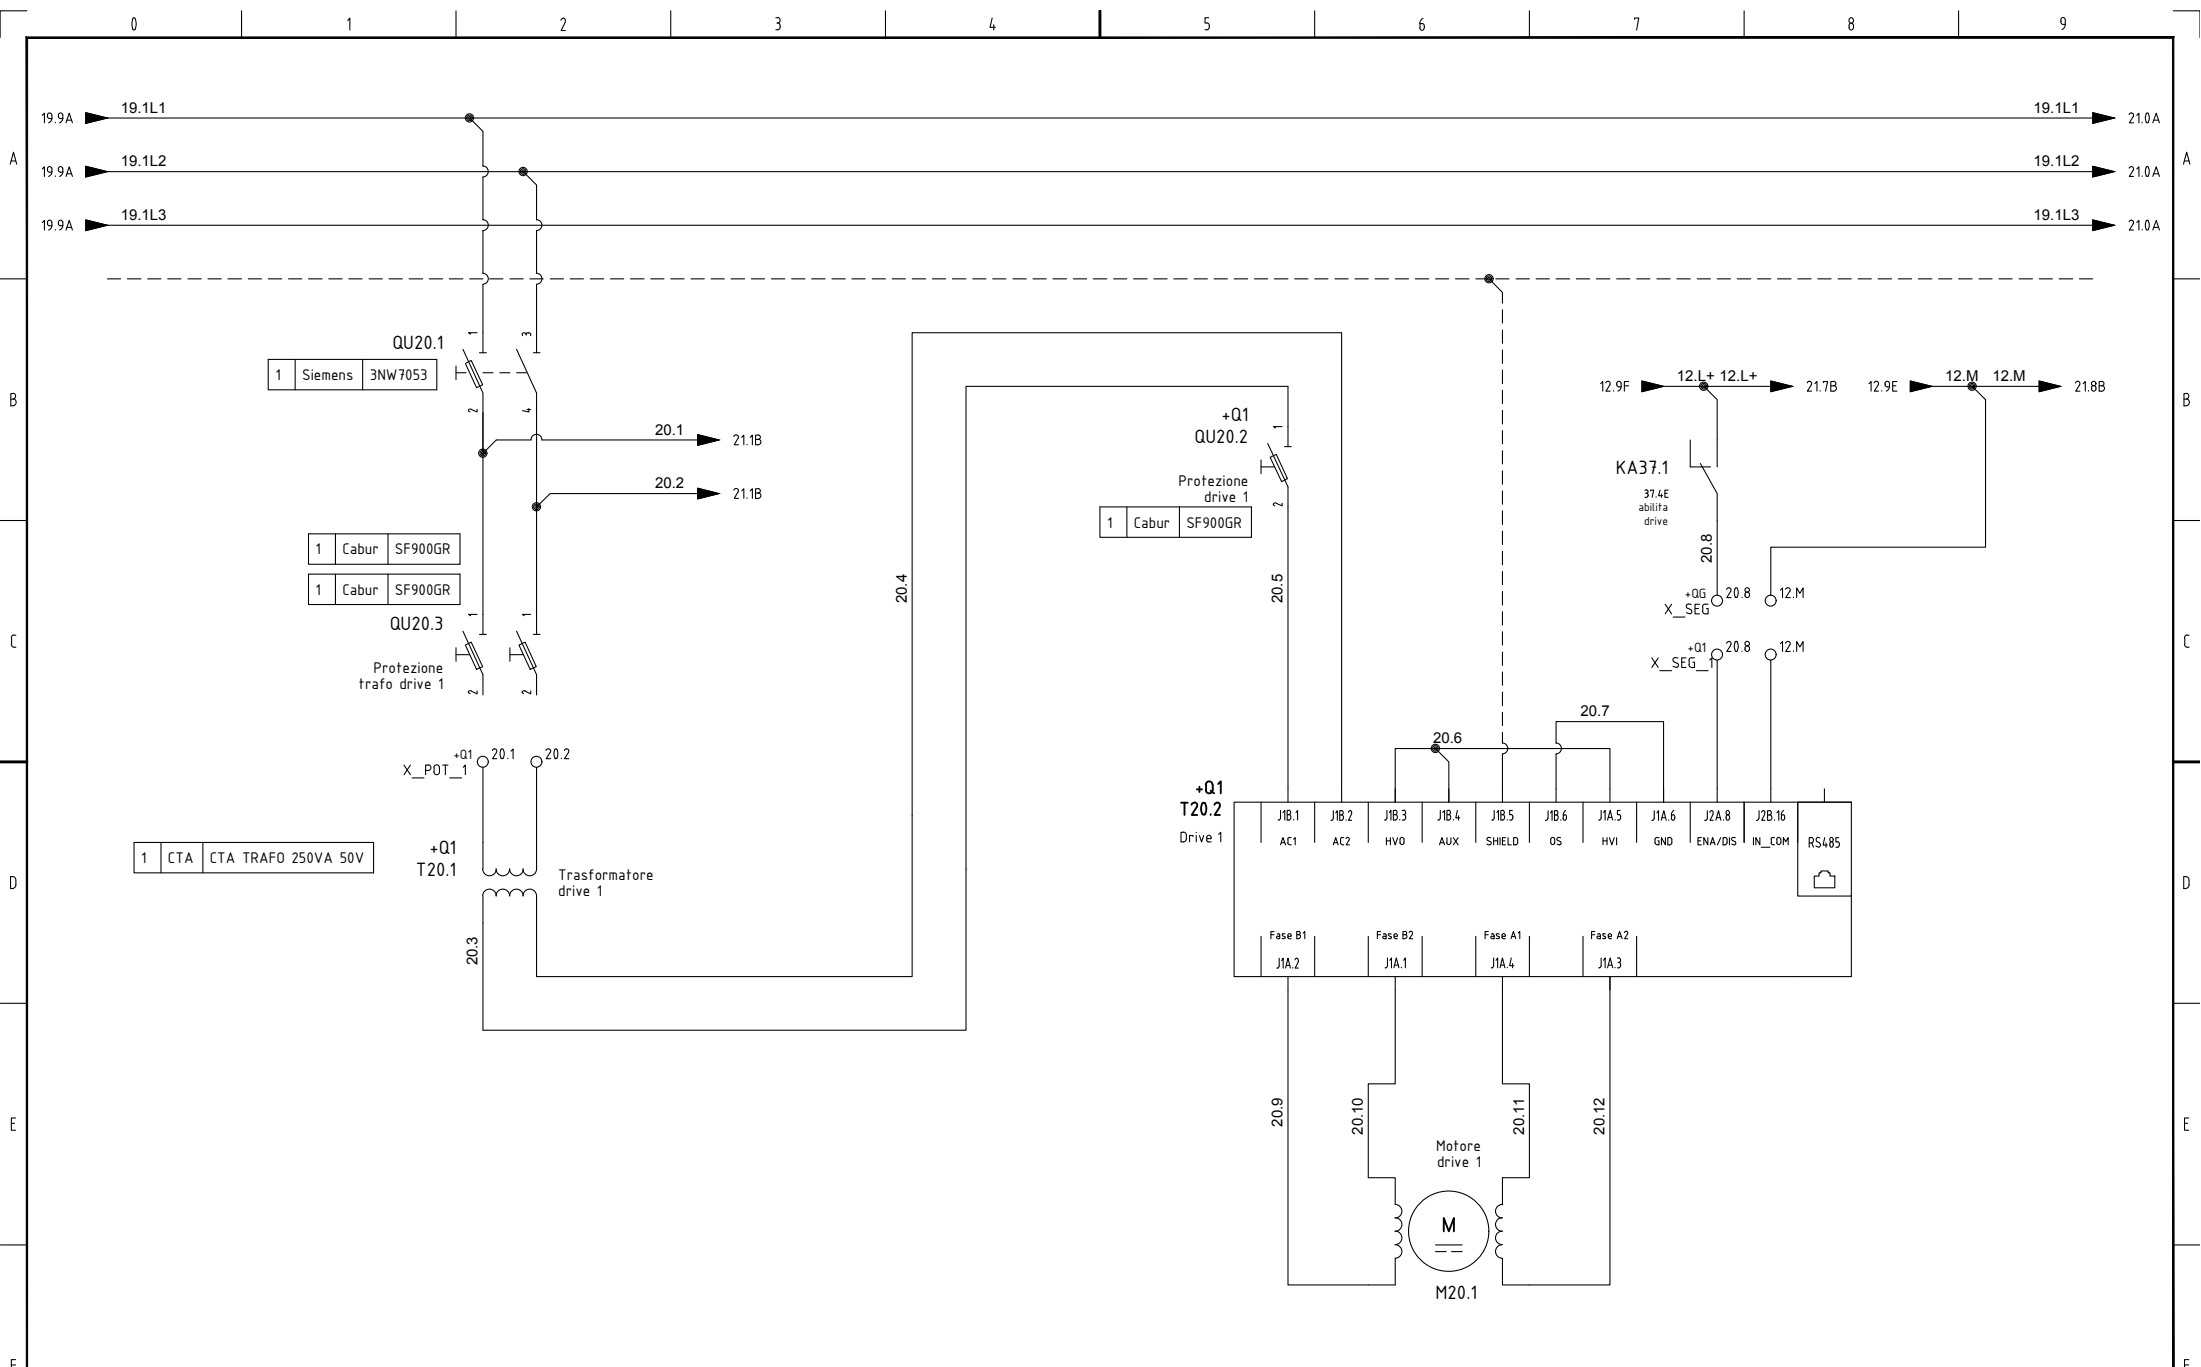 0 1 2 3 4 5 6 7 8 9
19.1L1 19.1L1
19.9A 21.0A
A A
19.1L2 19.1L2
19.9A 21.0A
19.1L3 19.1L3
19.9A 21.0A
1 3
QU20.1
1 Siemens 3NW7053
2 4
12.9F 12.L+ 12.L+ 21.7B 12.9E 12.M 12.M 21.8B
B B
20.1 21.1B
20.2 21.1B
+Q1
QU20.2
1
Protezione
drive 1
2
1 Cabur SF900GR
KA37.1
37.4E
abilita
drive
20.8
1 Cabur SF900GR
1 Cabur SF900GR
QU20.3
1 1
Protezione
trafo drive 1
2 2
20.4
20.5
+QG 20.8 12.M
X_SEG
C C
+Q1 20.8 12.M
X_SEG_1
20.7
20.6
+Q1 20.1 20.2
X_POT_1
+Q1
T20.2
Drive 1
J1B.1 J1B.2 J1B.3 J1B.4 J1B.5 J1B.6 J1A.5 J1A.6 J2A.8 J2B.16
AC1 AC2 HVO AUX SHIELD OS HVI GND ENA/DIS IN_COM RS485
1 CTA CTA TRAFO 250VA 50V
+Q1
T20.1
Trasformatore
drive 1
D D
20.3
Fase B1 Fase B2 Fase A1 Fase A2
J1A.2 J1A.1 J1A.4 J1A.3
20.9 20.10 20.11 20.12
E E
Motore
drive 1
M
M20.1
F F